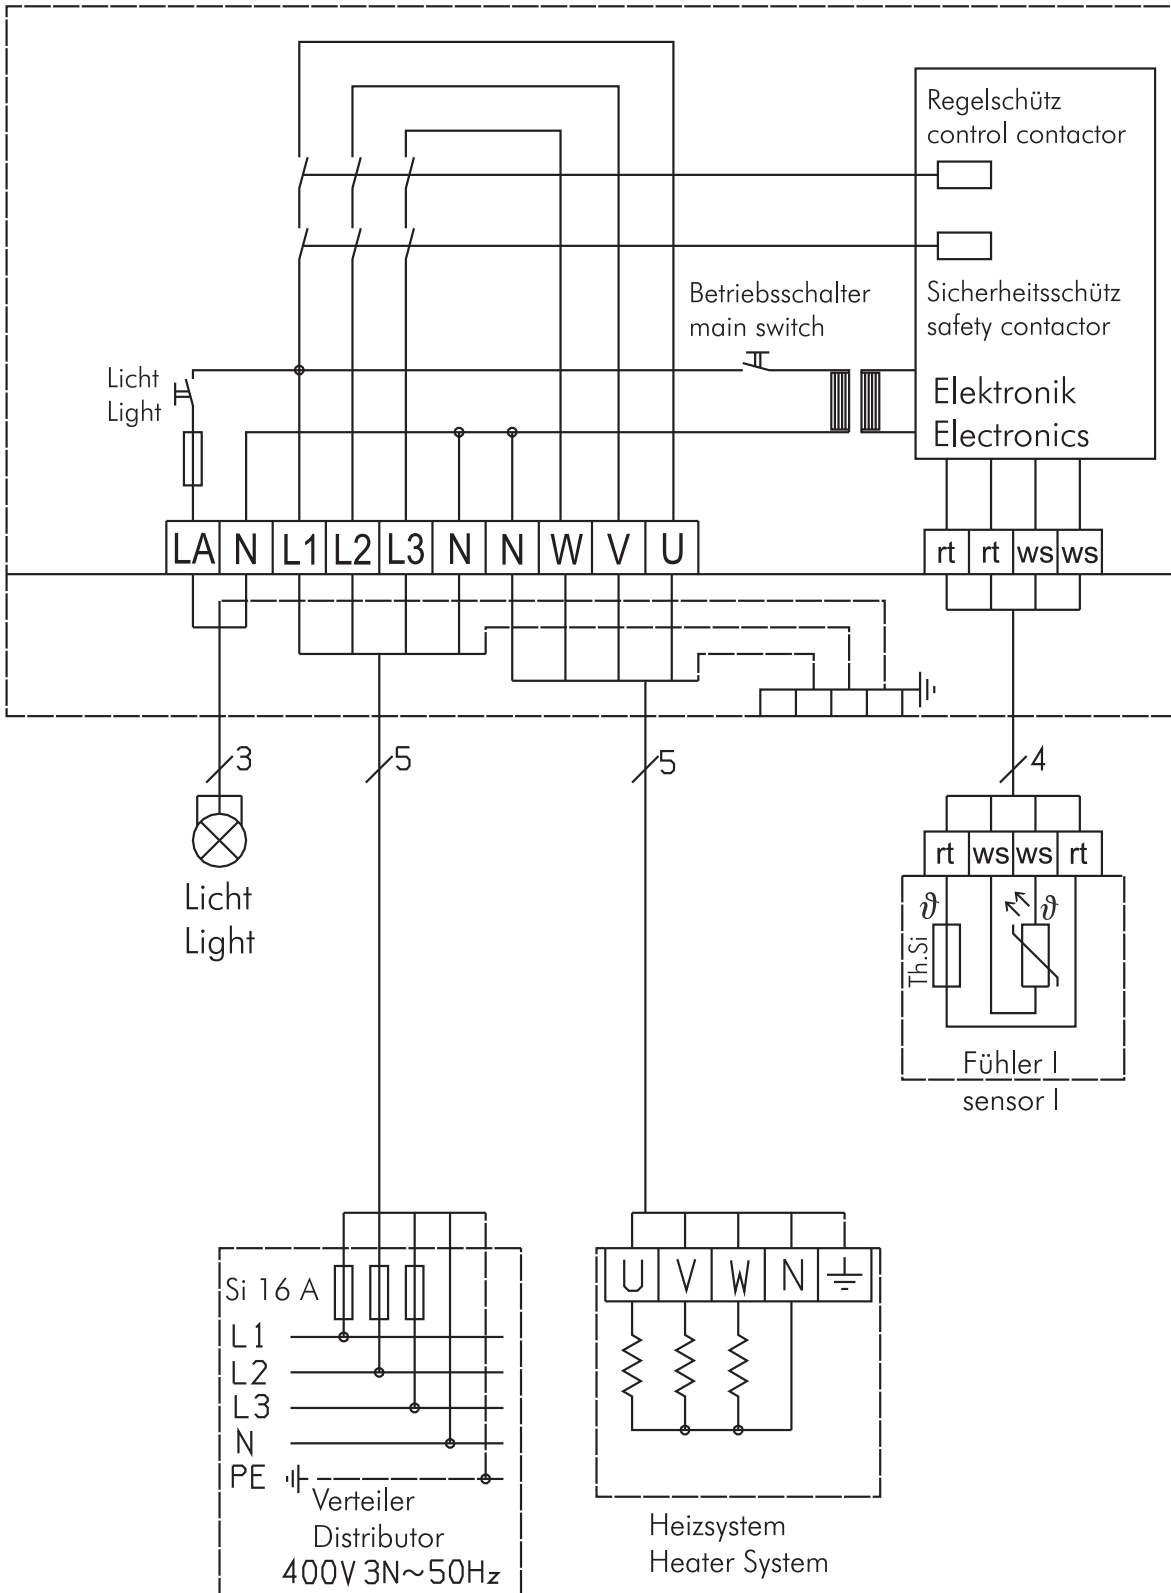 Regelschütz
control contactor
Betriebsschalter
main switch
Sicherheitsschütz
safety contactor
Licht
Light
Elektronik
Electronics
LA N L1 L2 L3 N N W V U
rt rt ws ws
3
5
5
4
Licht
Light
rt ws ws rt
ϑ
ϑ
Th.Si
Fühler I
sensor I
Si 16 A
L1
L2
L3
N
PE
Verteiler
Distributor
400V 3N~50Hz
U V W N
Heizsystem
Heater System